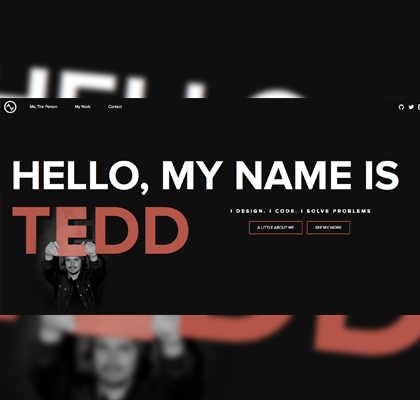 Me, The Person
My Work
Contact
HELLO, MY NAME IS
TEDD
I DESIGN. I CODE. I SOLVE PROBLEMS
A LITTLE ABOUT ME
SEE MY WORK